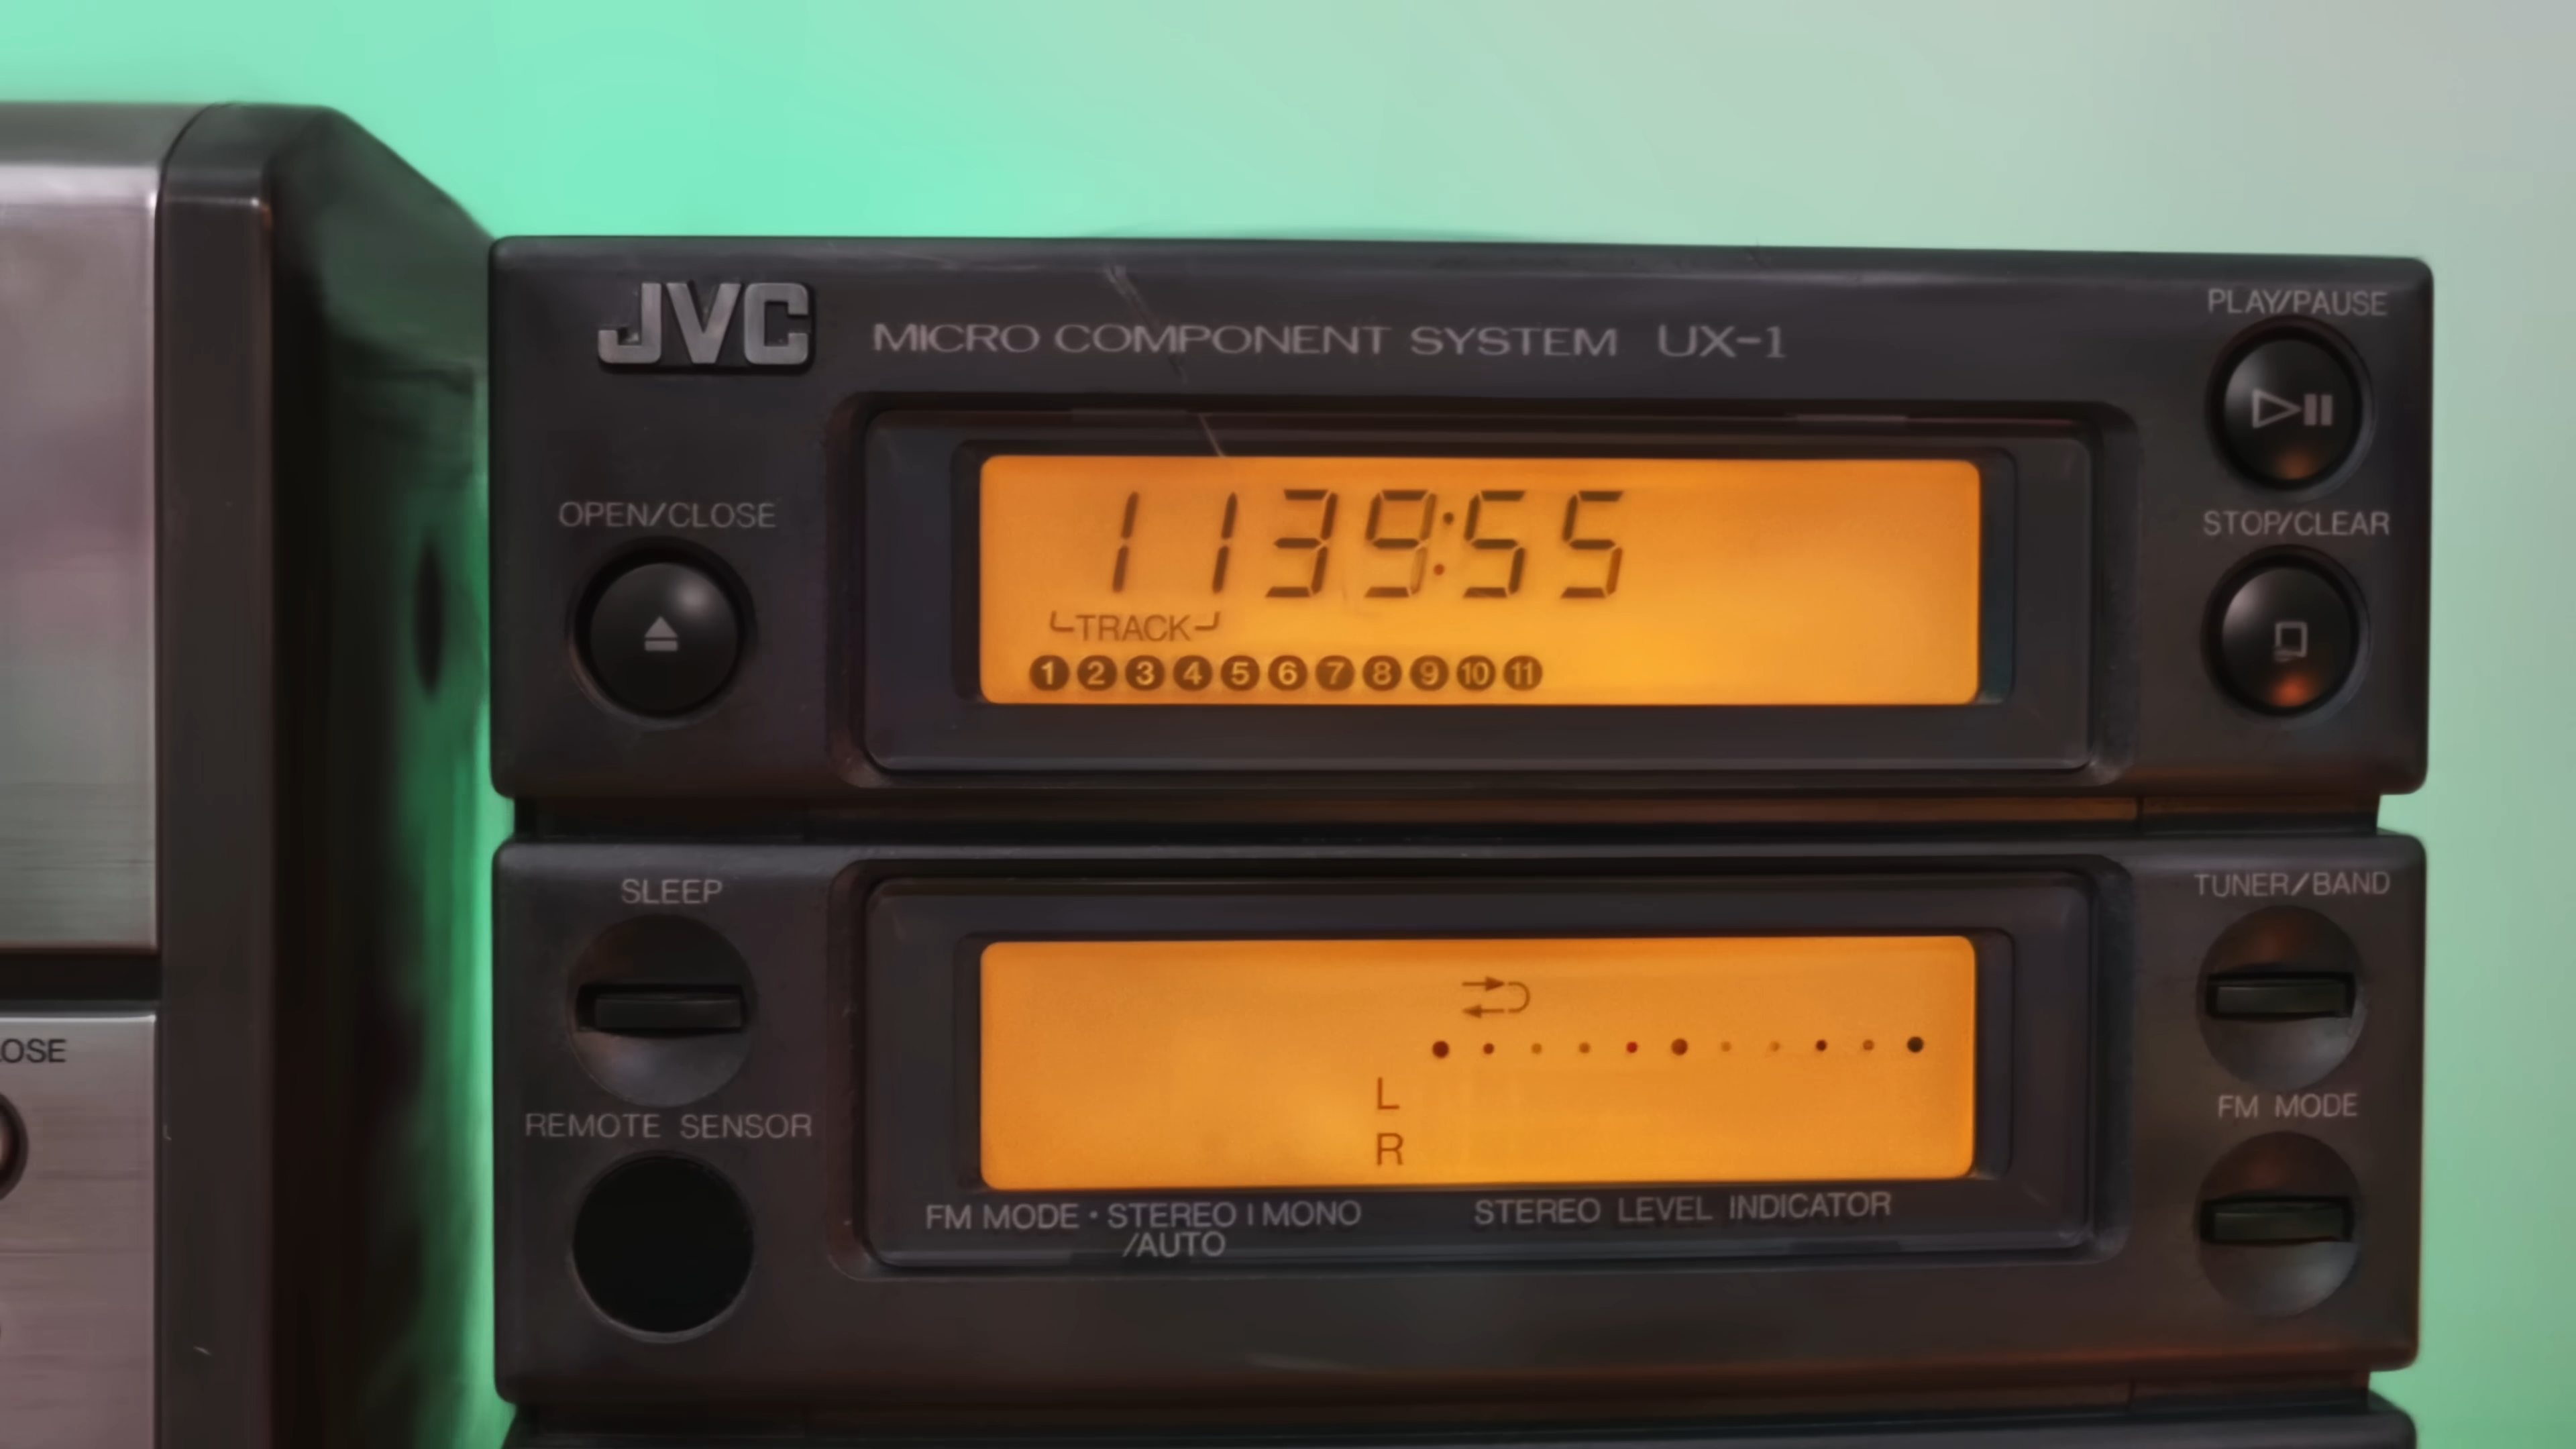 JVC MICRO COMPONENT SYSTEM UX-1
PLAY/PAUSE
OPEN/CLOSE
1139:55
STOP/CLEAR
TRACK
1 2 3 4 5 6 7 8 9 10 11
SLEEP
TUNER/BAND
OSE
L
REMOTE SENSOR
FM MODE
R
FM MODE · STEREO | MONO
/AUTO
STEREO LEVEL INDICATOR